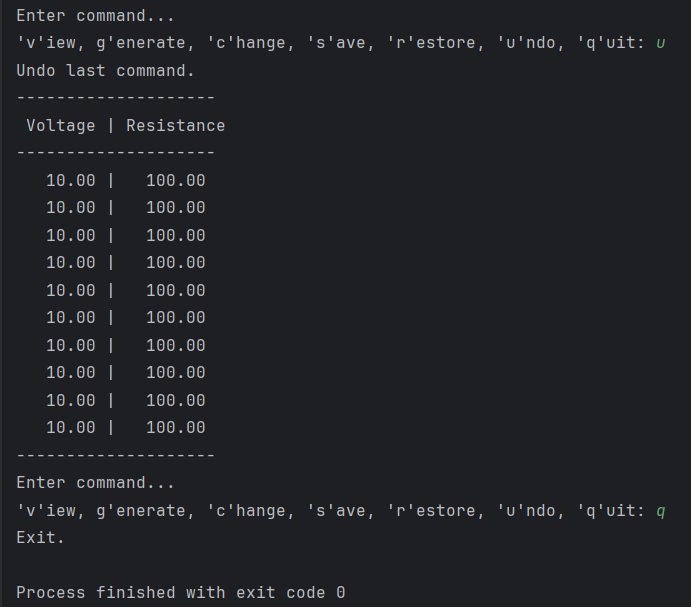 Enter command...
'v'iew, g'enerate, 'c'hange, 's'ave, 'r'estore, 'u'ndo, 'q'uit: u
Undo last command.
--------------------
 Voltage | Resistance
--------------------
   10.00 |   100.00
   10.00 |   100.00
   10.00 |   100.00
   10.00 |   100.00
   10.00 |   100.00
   10.00 |   100.00
   10.00 |   100.00
   10.00 |   100.00
   10.00 |   100.00
   10.00 |   100.00
--------------------
Enter command...
'v'iew, g'enerate, 'c'hange, 's'ave, 'r'estore, 'u'ndo, 'q'uit: q
Exit.

Process finished with exit code 0